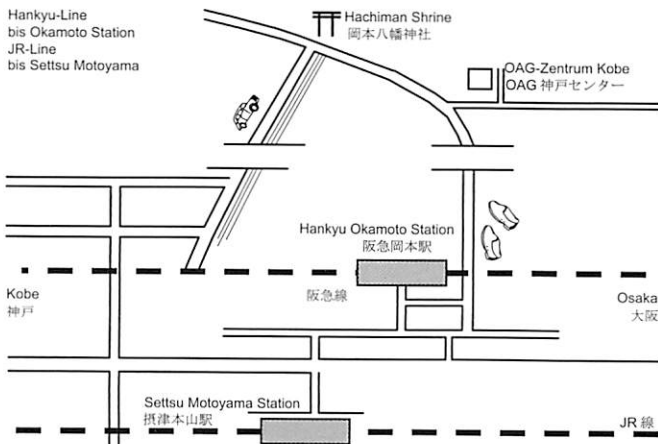 Hankyu-Line
bis Okamoto Station
JR-Line
bis Settsu Motoyama
Hachiman Shrine
岡本八幡神社
OAG-Zentrum Kobe
OAG 神戸センター
Hankyu Okamoto Station
阪急岡本駅
Kobe
神戸
阪急線
Osaka
大阪
Settsu Motoyama Station
摂津本山駅
JR 線